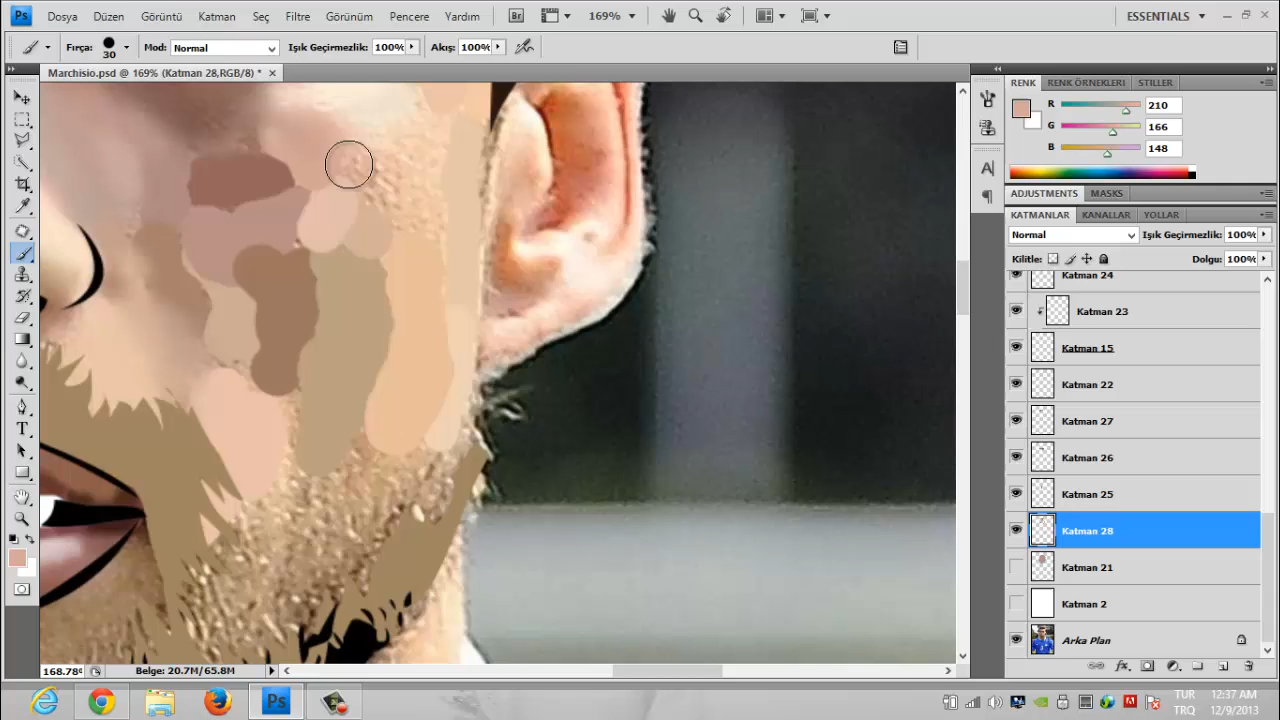 Ps Dosya Düzen Görüntü Katman Seç Filtre Görünüm Pencere Yardım Br 169% ESSENTIALS
Fırça: 30 Mod: Normal Işık Geçirmezlik: 100% Akış: 100%
Marchisio.psd @ 169% (Katman 28,RGB/8) *
RENK RENK ÖRNEKLERİ STILLER
R 210
G 166
B 148
ADJUSTMENTS MASKS
KATMANLAR KANALLAR YOLLAR
Normal Işık Geçirmezlik: 100%
Kilitle: Dolgu: 100%
Katman 24
Katman 23
Katman 15
Katman 22
Katman 27
Katman 26
Katman 25
Katman 28
Katman 21
Katman 2
Arka Plan
168.78% Belge: 20.7M/65.8M
Ps
TUR 12:37 AM
TRQ 12/9/2013